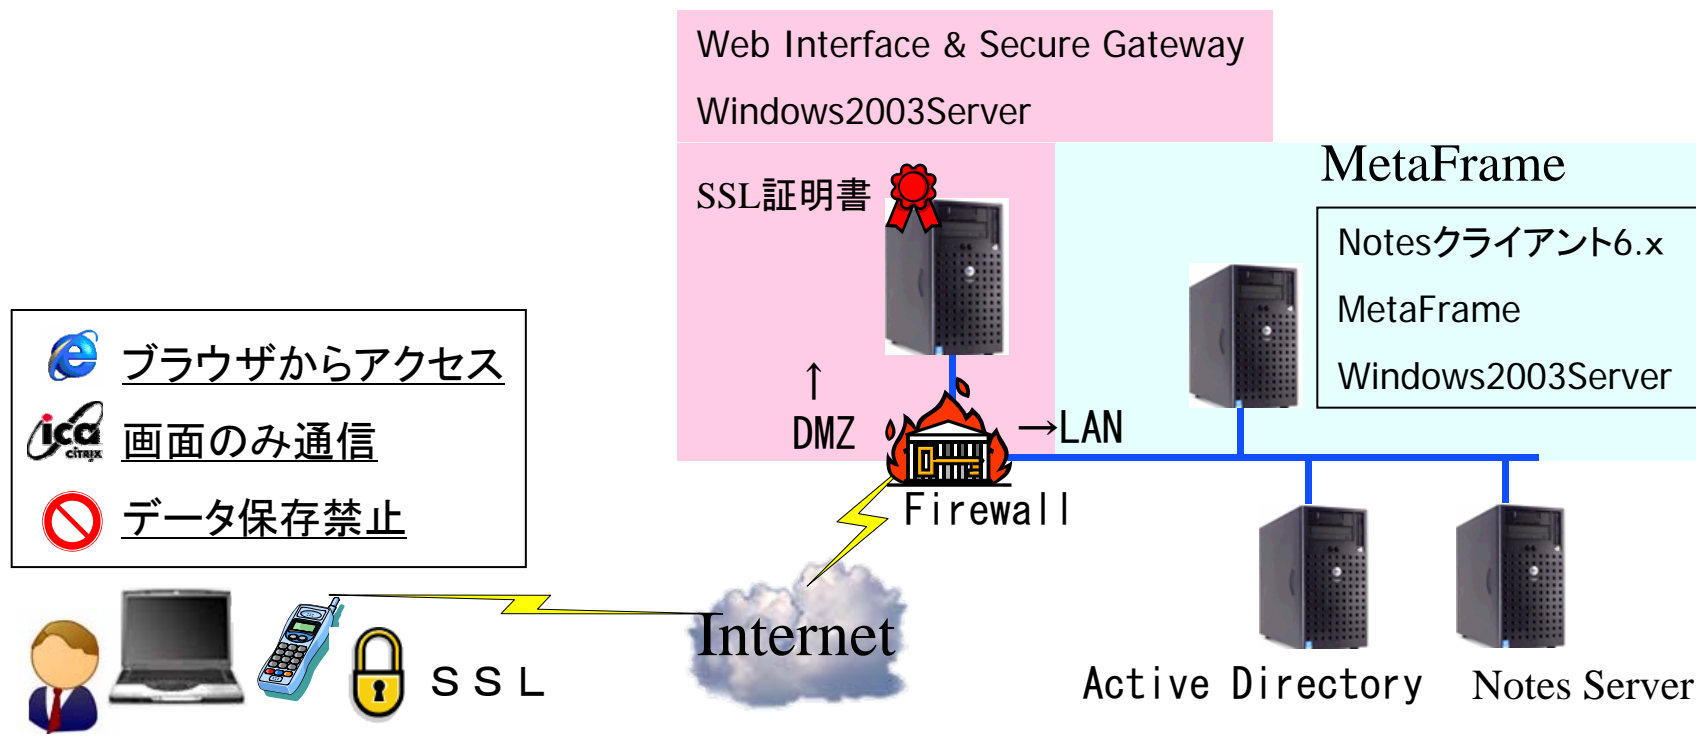 Web Interface & Secure Gateway
Windows2003Server
SSL証明書
MetaFrame
Notesクライアント6.x
MetaFrame
Windows2003Server
ブラウザからアクセス
ica
CITRIX
画面のみ通信
データ保存禁止
↑
DMZ
→LAN
Firewall
Internet
ＳＳＬ
Active Directory
Notes Server